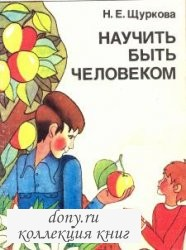 Н. Е. Щуркова
НАУЧИТЬ
БЫТЬ
ЧЕЛОВЕКОМ
dony.ru
коллекция книг